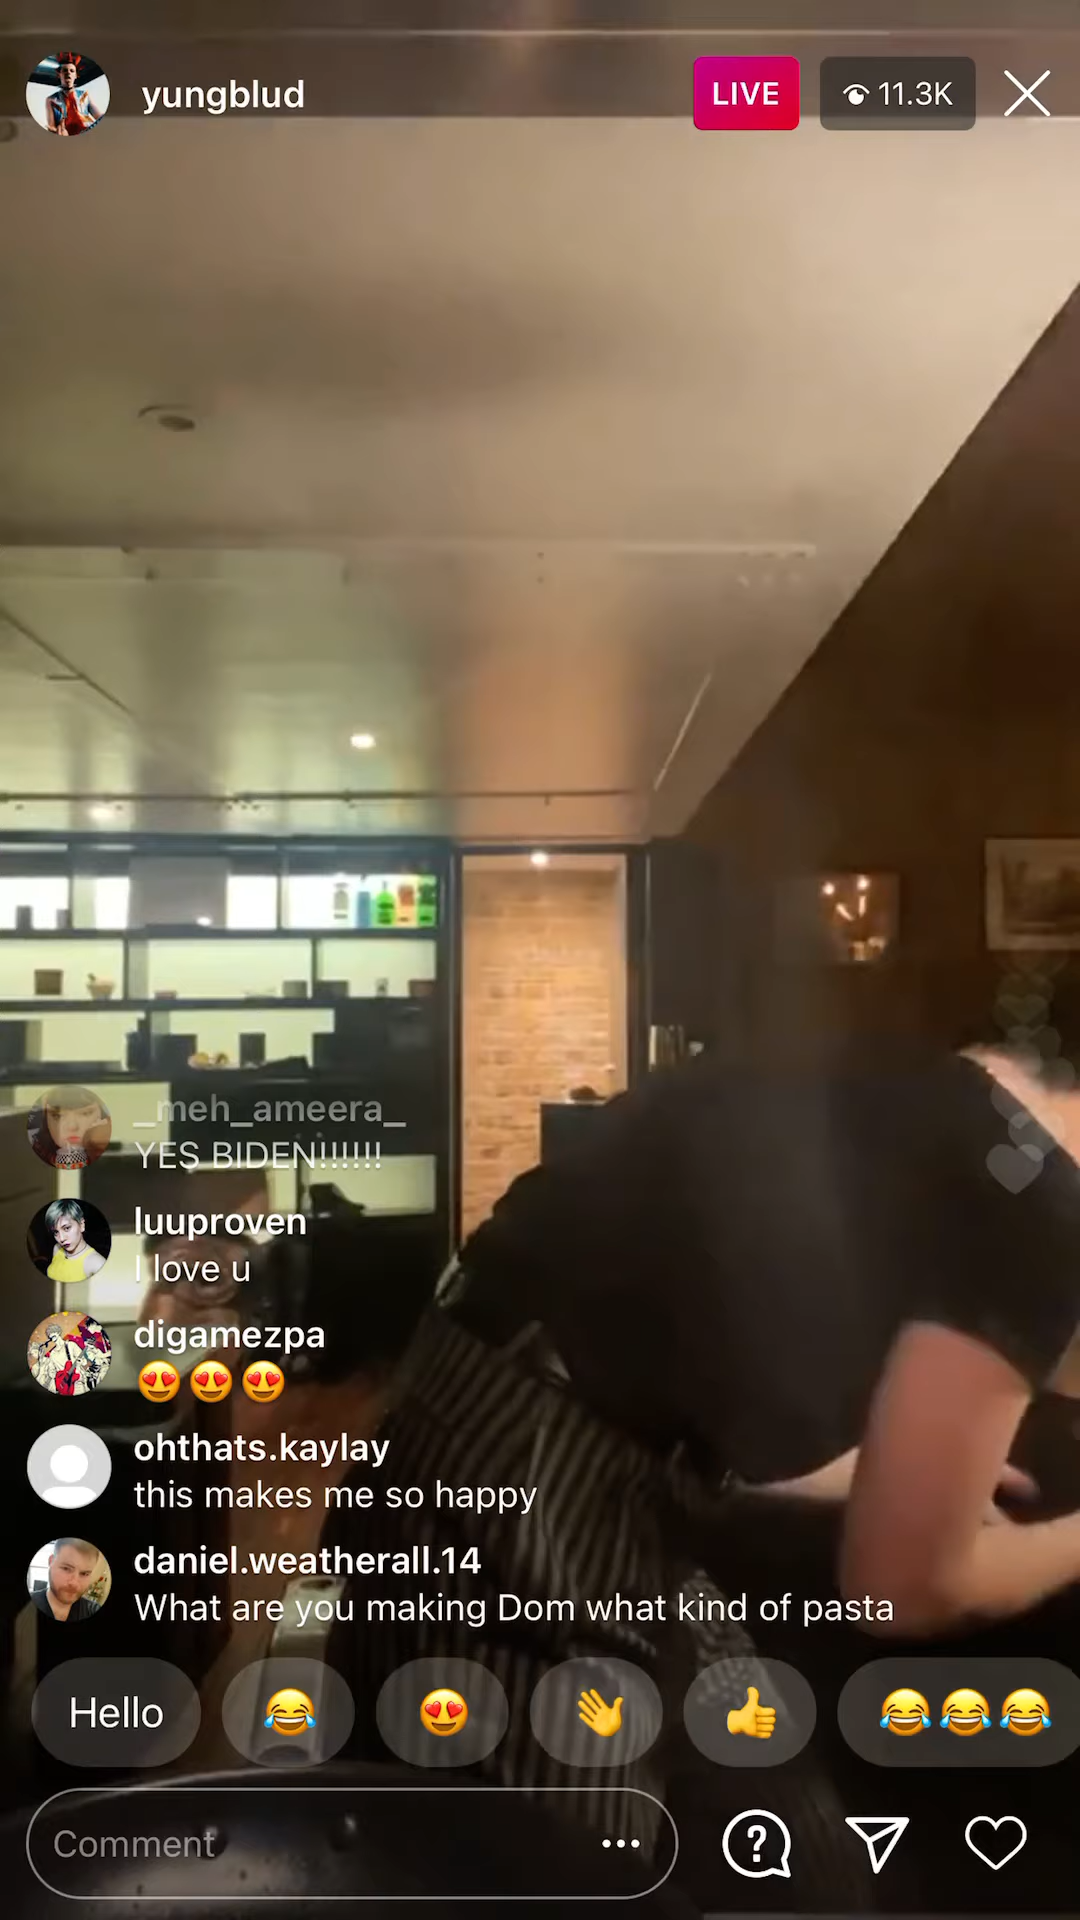 yungblud
LIVE
11.3K
_meh_ameera_
YES BIDEN!!!!!!
luuproven
I love u
digamezpa
😍😍😍
ohthats.kaylay
this makes me so happy
daniel.weatherall.14
What are you making Dom what kind of pasta
Hello 😂 😍 👋 👍 😂😂😂
Comment